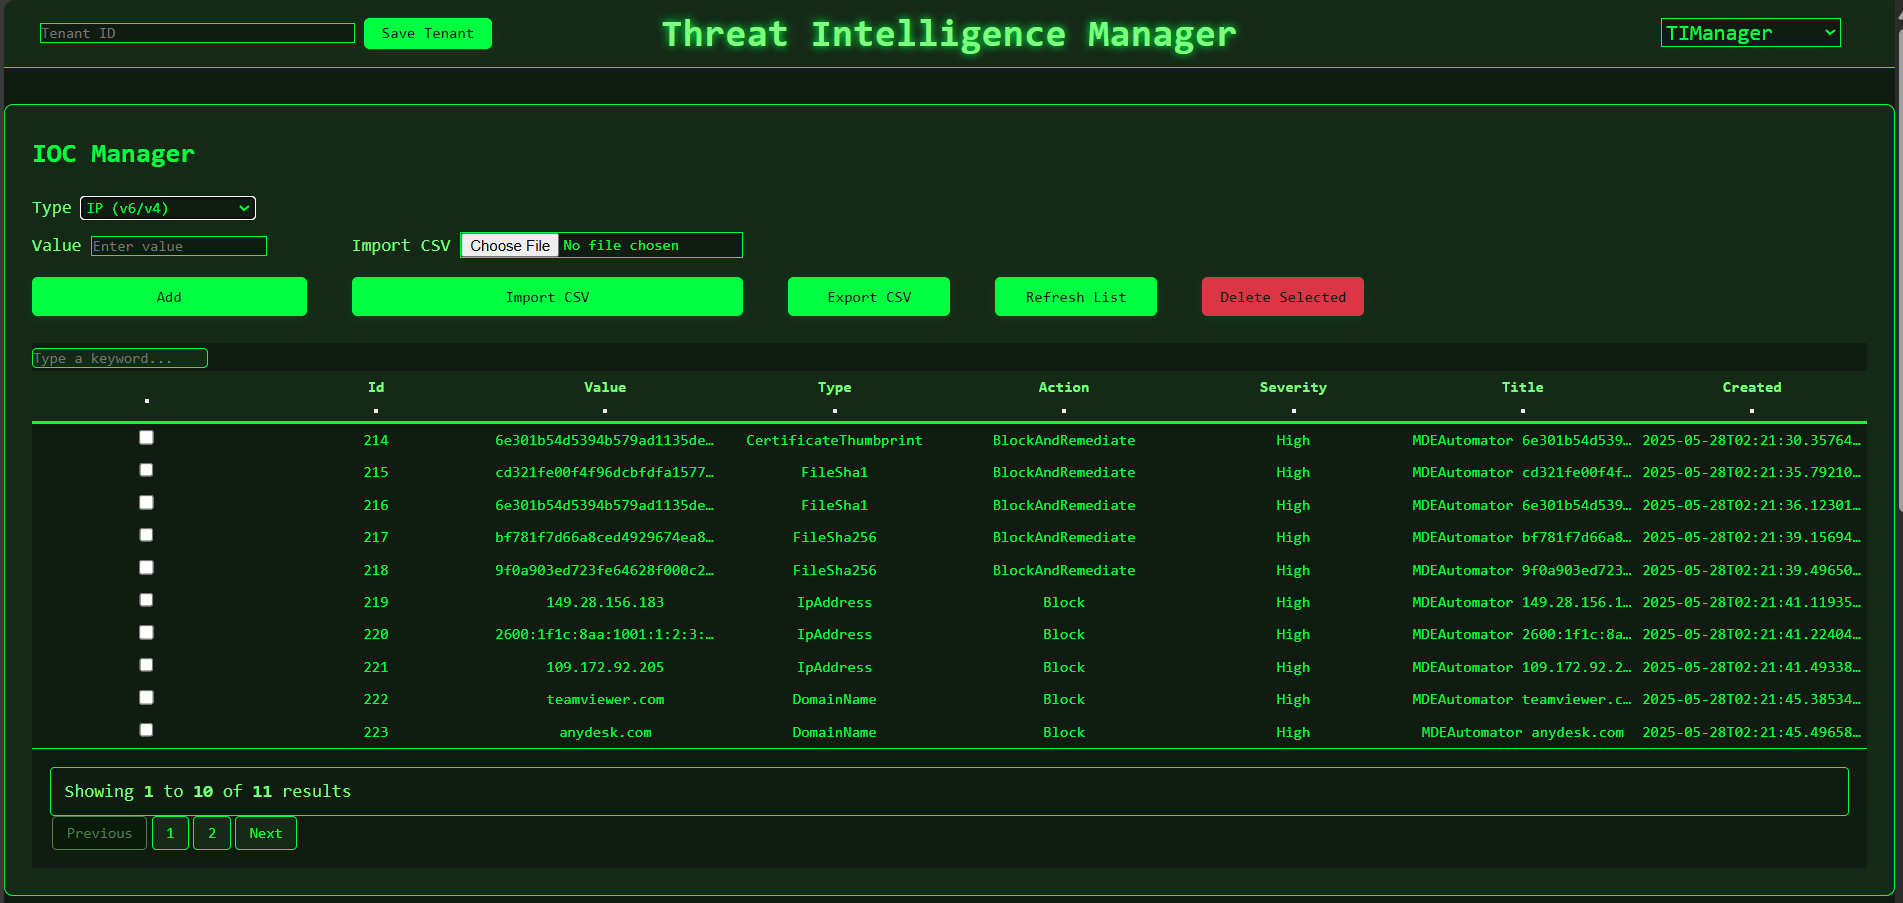 Tenant ID Save Tenant Threat Intelligence Manager TIManager
IOC Manager
Type IP (v6/v4)
Value Enter value Import CSV Choose File No file chosen
Add Import CSV Export CSV Refresh List Delete Selected
Type a keyword...
Id Value Type Action Severity Title Created
214 6e301b54d5394b579ad1135de… CertificateThumbprint BlockAndRemediate High MDEAutomator 6e301b54d539… 2025-05-28T02:21:30.35764…
215 cd321fe00f4f96dcbfdfa1577… FileSha1 BlockAndRemediate High MDEAutomator cd321fe00f4f… 2025-05-28T02:21:35.79210…
216 6e301b54d5394b579ad1135de… FileSha1 BlockAndRemediate High MDEAutomator 6e301b54d539… 2025-05-28T02:21:36.12301…
217 bf781f7d66a8ced4929674ea8… FileSha256 BlockAndRemediate High MDEAutomator bf781f7d66a8… 2025-05-28T02:21:39.15694…
218 9f0a903ed723fe64628f000c2… FileSha256 BlockAndRemediate High MDEAutomator 9f0a903ed723… 2025-05-28T02:21:39.49650…
219 149.28.156.183 IpAddress Block High MDEAutomator 149.28.156.1… 2025-05-28T02:21:41.11935…
220 2600:1f1c:8aa:1001:1:2:3:… IpAddress Block High MDEAutomator 2600:1f1c:8a… 2025-05-28T02:21:41.22404…
221 109.172.92.205 IpAddress Block High MDEAutomator 109.172.92.2… 2025-05-28T02:21:41.49338…
222 teamviewer.com DomainName Block High MDEAutomator teamviewer.c… 2025-05-28T02:21:45.38534…
223 anydesk.com DomainName Block High MDEAutomator anydesk.com 2025-05-28T02:21:45.49658…
Showing 1 to 10 of 11 results
Previous 1 2 Next